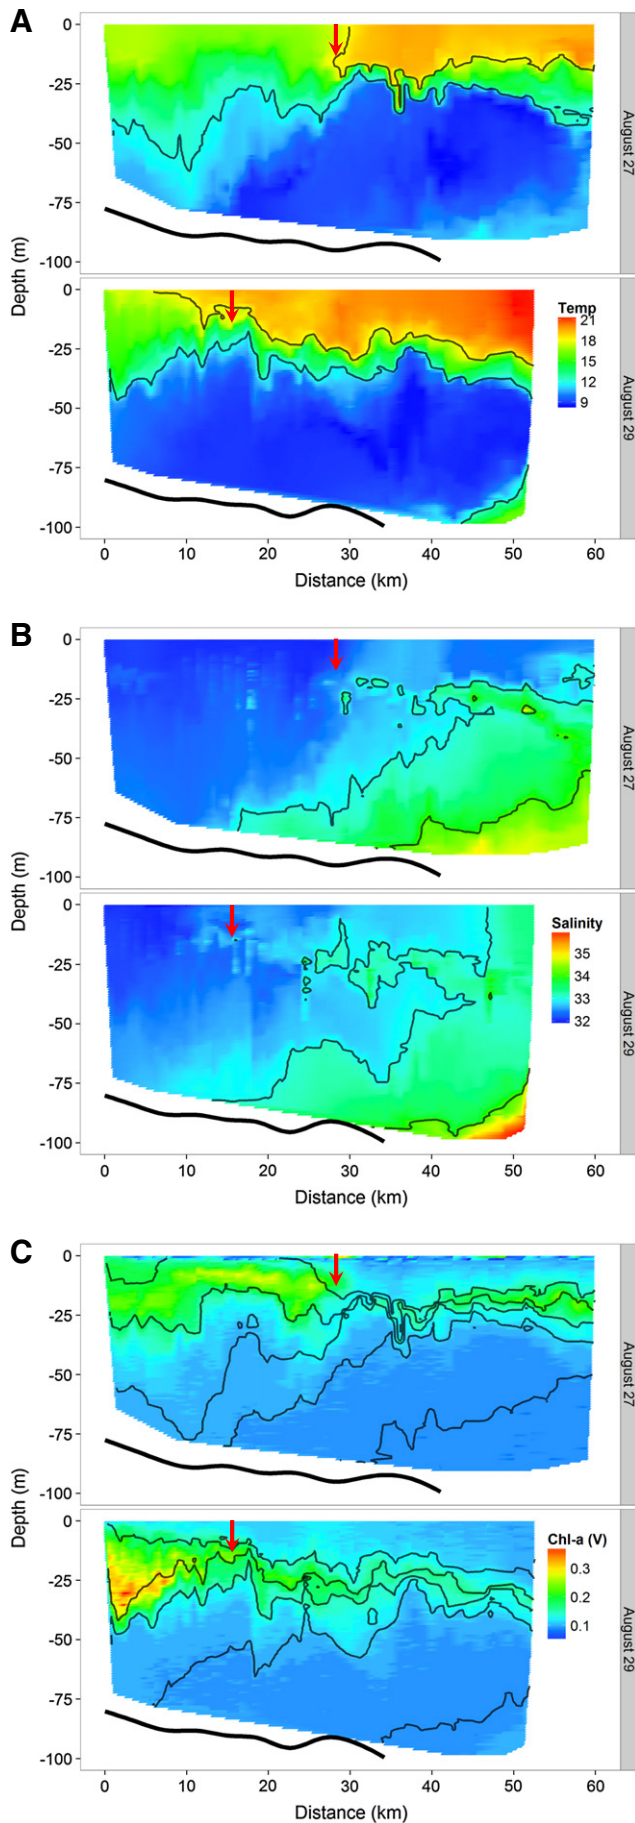 A
0
-25
-50
-75
-100
August 27
Depth (m)
0
-25
-50
-75
-100
Temp
21
18
15
12
9
August 29
0 10 20 30 40 50 60
Distance (km)
B
0
-25
-50
-75
-100
August 27
Depth (m)
0
-25
-50
-75
-100
Salinity
35
34
33
32
August 29
0 10 20 30 40 50 60
Distance (km)
C
0
-25
-50
-75
-100
August 27
Depth (m)
0
-25
-50
-75
-100
Chl-a (V)
0.3
0.2
0.1
August 29
0 10 20 30 40 50 60
Distance (km)